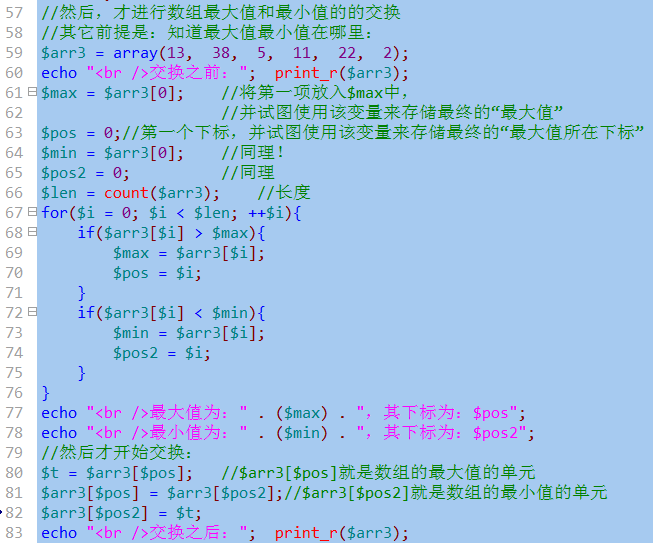 57 //然后，才进行数组最大值和最小值的的交换
58 //其它前提是：知道最大值最小值在哪里：
59 $arr3 = array(13, 38, 5, 11, 22, 2);
60 echo "<br />交换之前："; print_r($arr3);
61 $max = $arr3[0]; //将第一项放入$max中，
62 //并试图使用该变量来存储最终的“最大值”
63 $pos = 0;//第一个下标，并试图使用该变量来存储最终的“最大值所在下标”
64 $min = $arr3[0]; //同理！
65 $pos2 = 0; //同理
66 $len = count($arr3); //长度
67 for($i = 0; $i < $len; ++$i){
68 if($arr3[$i] > $max){
69 $max = $arr3[$i];
70 $pos = $i;
71 }
72 if($arr3[$i] < $min){
73 $min = $arr3[$i];
74 $pos2 = $i;
75 }
76 }
77 echo "<br />最大值为：" . ($max) . "，其下标为：$pos";
78 echo "<br />最小值为：" . ($min) . "，其下标为：$pos2";
79 //然后才开始交换：
80 $t = $arr3[$pos]; //$arr3[$pos]就是数组的最大值的单元
81 $arr3[$pos] = $arr3[$pos2];//$arr3[$pos2]就是数组的最小值的单元
82 $arr3[$pos2] = $t;
83 echo "<br />交换之后："; print_r($arr3);